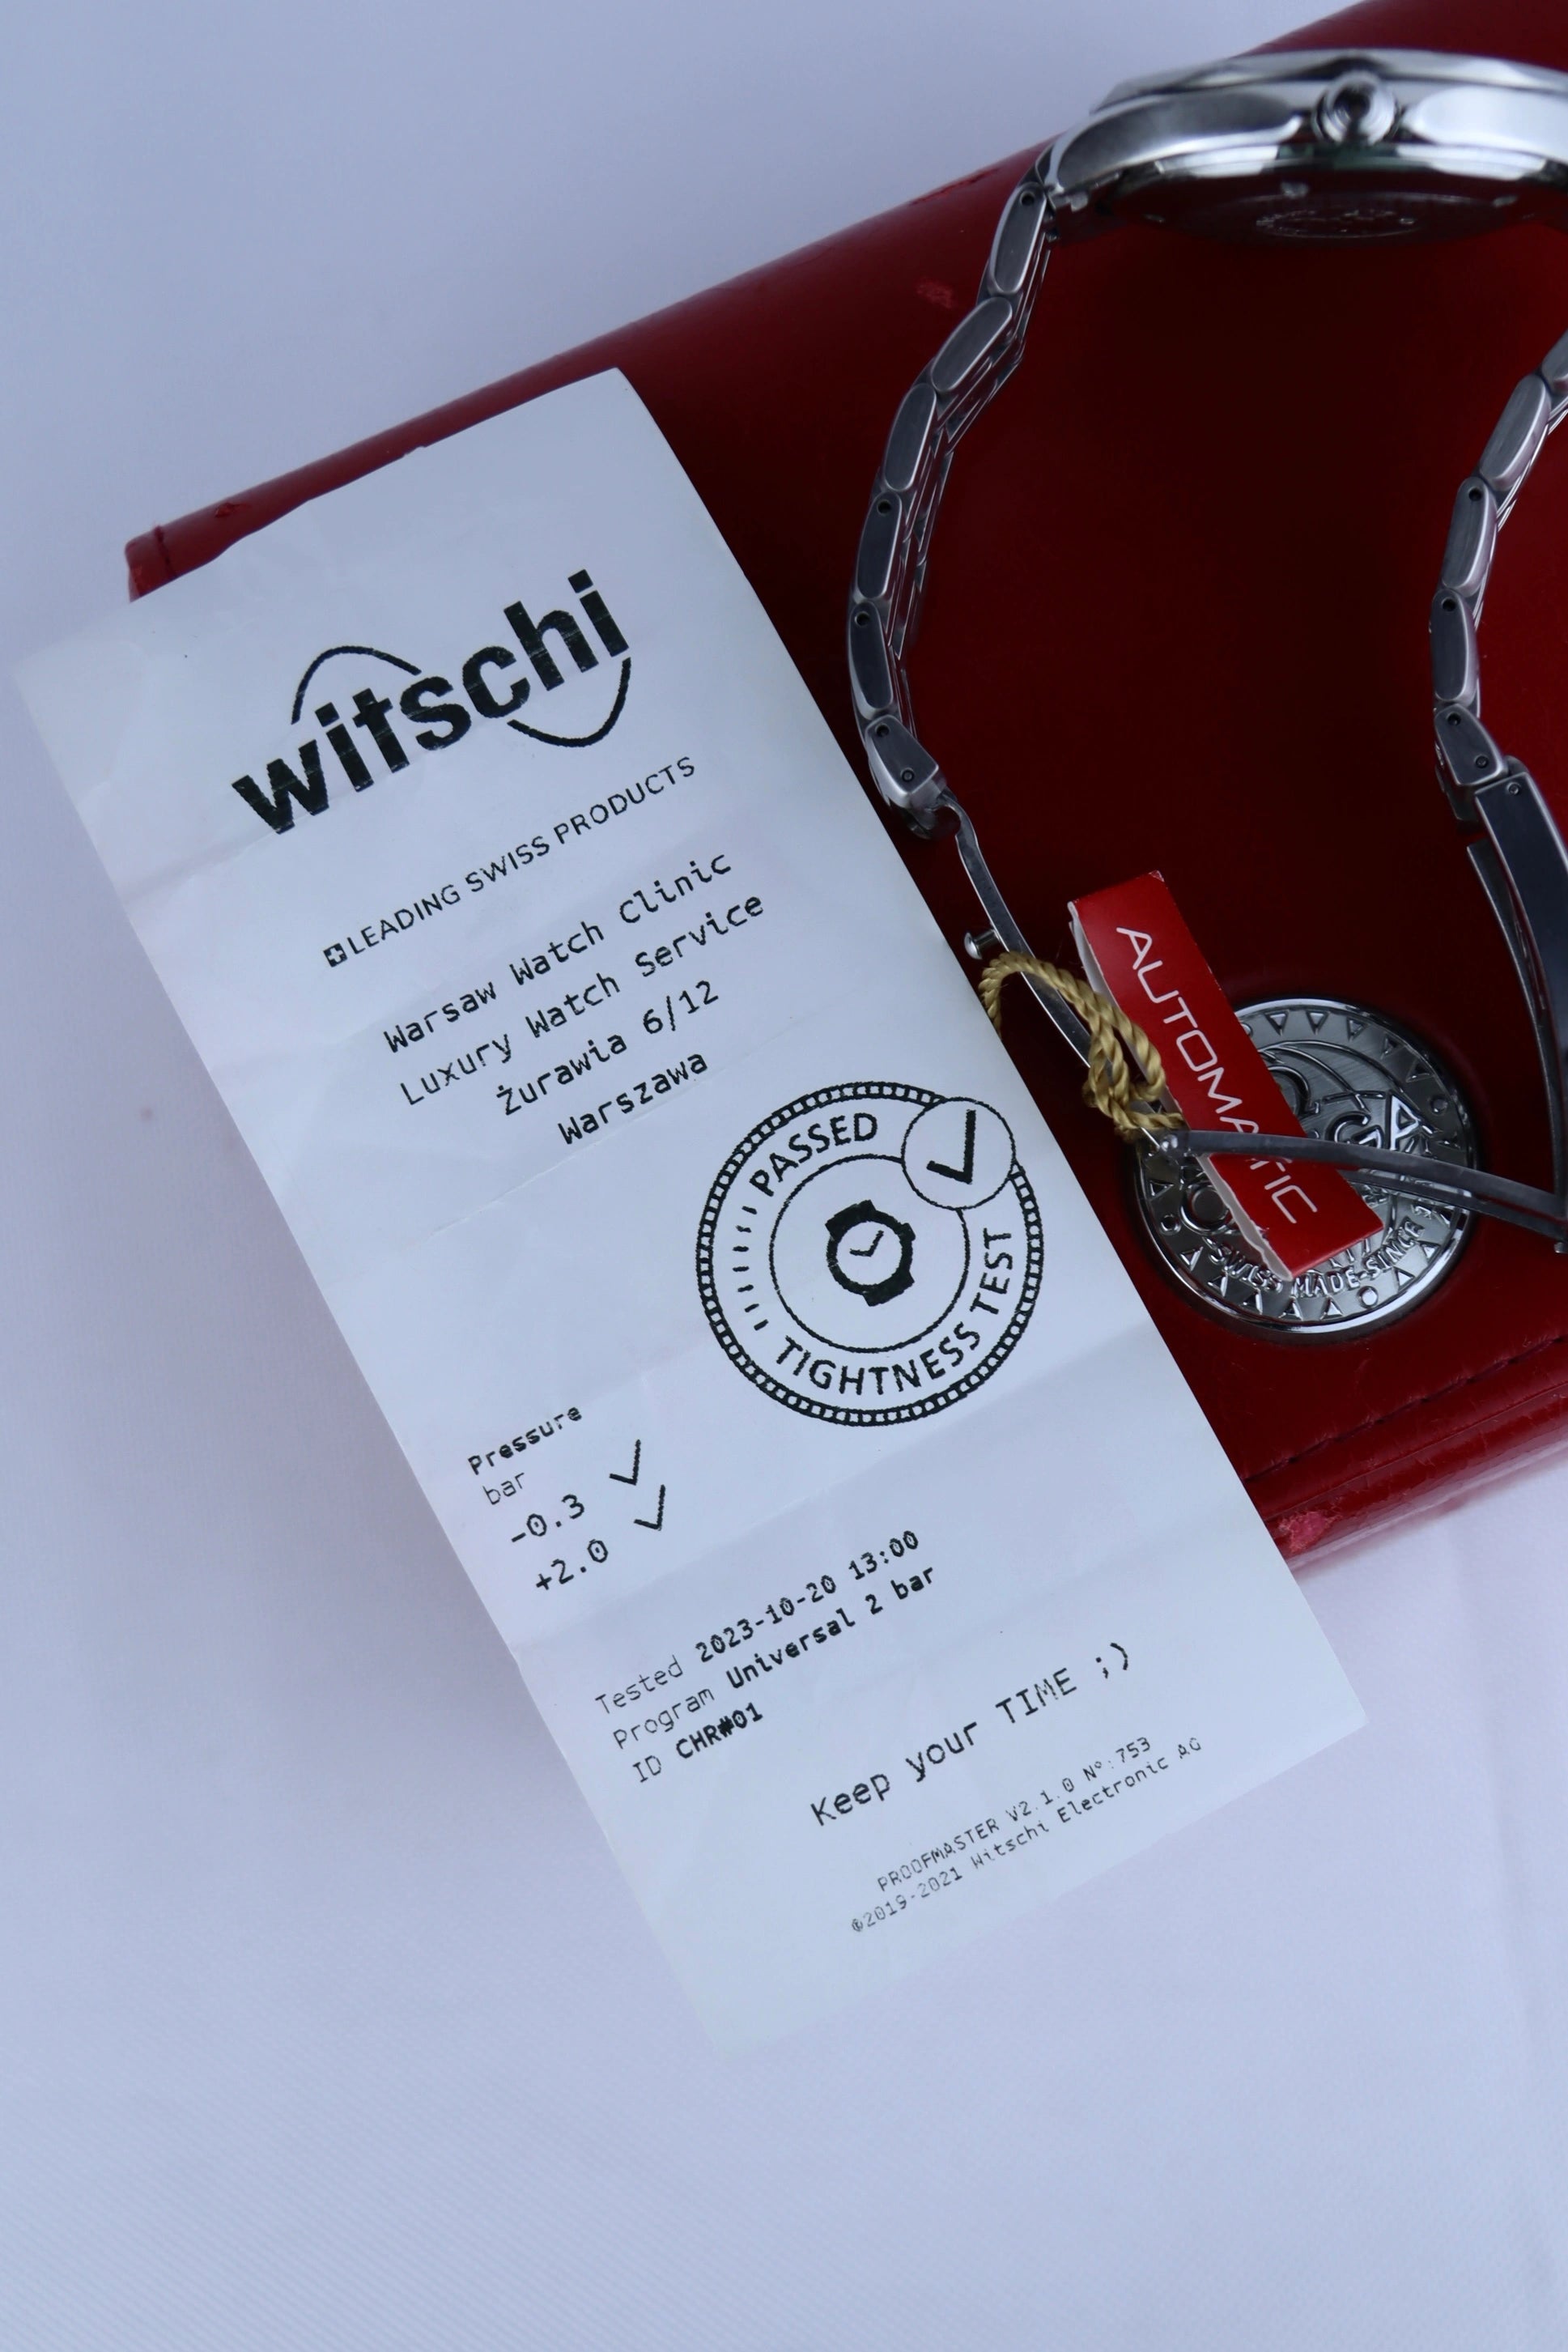 witschi
LEADING SWISS PRODUCTS
Warsaw Watch Clinic
Luxury Watch Service
Żurawia 6/12
Warszawa
PASSED
TIGHTNESS TEST
Pressure
bar
-0.3
+2.0
Tested 2023-10-20 13:00
Program Universal 2 bar
ID CHR#01
Keep your TIME ;)
PROOFMASTER V2.1.0 N°:753
©2019-2021 Witschi Electronic AG
AUTOMATIC
SWISS MADE SINCE